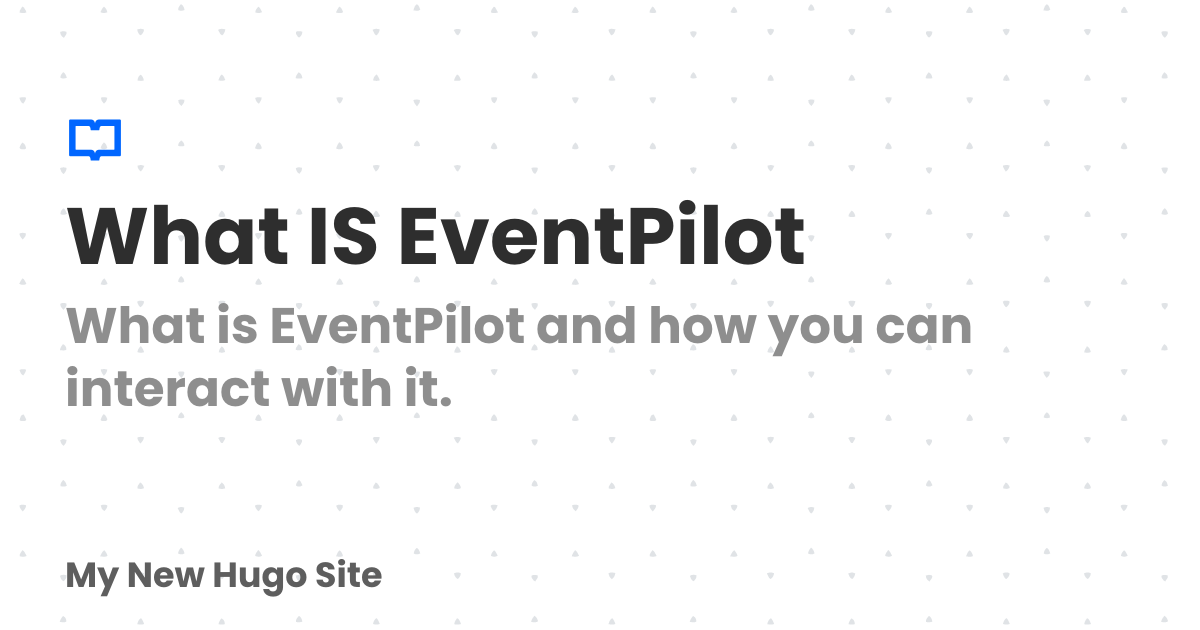 What IS EventPilot
What is EventPilot and how you can
interact with it.
My New Hugo Site